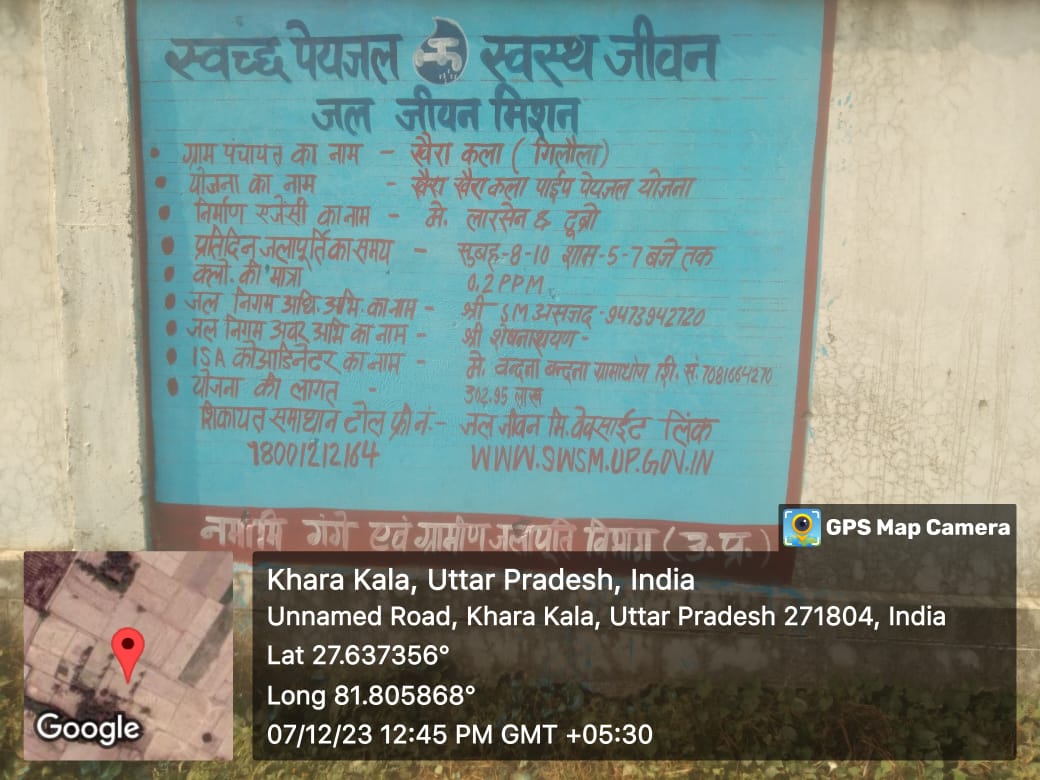 स्वच्छ पेयजल स्वस्थ जीवन
जल जीवन मिशन
• ग्राम पंचायत का नाम - खैरा कला ( गिलौला)
• योजना का नाम - खैरा खैरा कला पाईप पेयजल योजना
• निर्माण एजेंसी का नाम - मे. लारसेन & टूब्रो
• प्रतिदिन जलापूर्ति का समय - सुबह-8-10 शाम-5-7 बजे तक
• क्लो. की मात्रा 0.2 PPM
• जल निगम अधि. अभि. का नाम - श्री SM असजद -9473942720
• जल निगम अवर अभि का नाम - श्री शेषनारायण -
• ISA कोआर्डिनेटर का नाम - मे. वन्दना बन्दना ग्रामोद्योग सं. 7081664270
• योजना की लागत - 302.95 लाख
शिकायत समाधान टोल फ्री नं.- जल जीवन मि. वेबसाईट लिंक
18001212164 WWW.SWSM.UP.GOV.IN
नमामि गंगे एवं ग्रामीण जलापूर्ति विभाग (उ.प्र.)
GPS Map Camera
Khara Kala, Uttar Pradesh, India
Unnamed Road, Khara Kala, Uttar Pradesh 271804, India
Lat 27.637356°
Long 81.805868°
07/12/23 12:45 PM GMT +05:30
Google